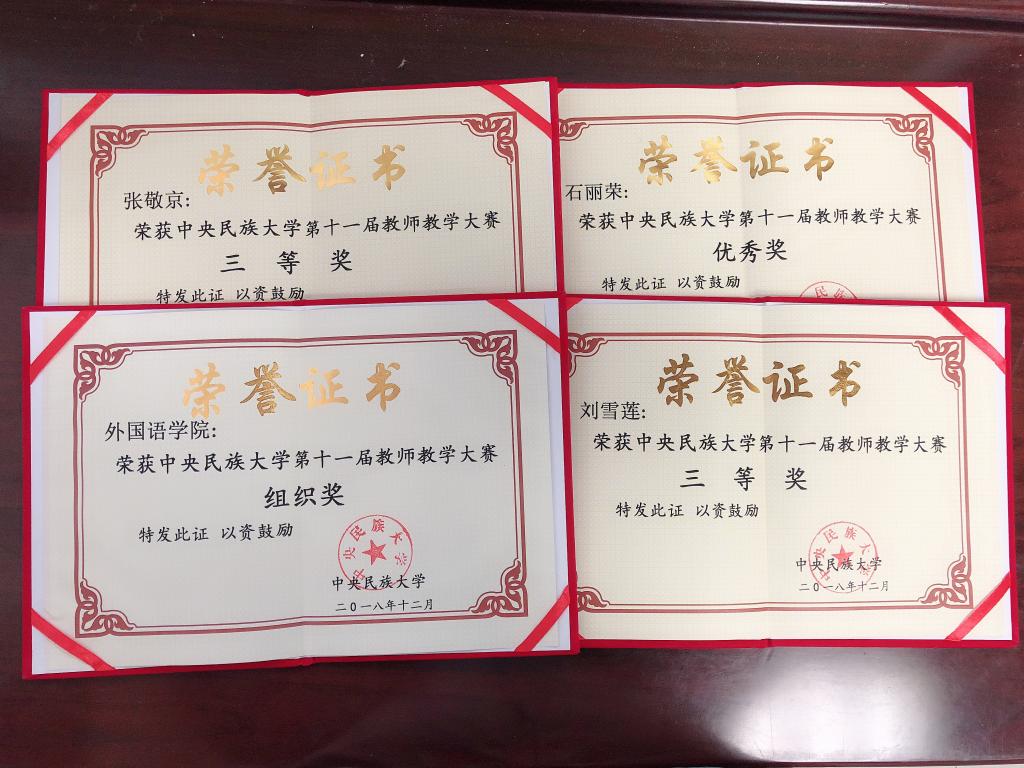 荣誉证书
张敬京:
荣获中央民族大学第十一届教师教学大赛
三 等 奖
特发此证 以资鼓励
荣誉证书
石丽荣:
荣获中央民族大学第十一届教师教学大赛
优秀奖
特发此证 以资鼓励
民族
荣誉证书
外国语学院:
荣获中央民族大学第十一届教师教学大赛
组织奖
特发此证 以资鼓励
中央民族大学
中央民族大学
二〇一八年十二月
荣誉证书
刘雪莲:
荣获中央民族大学第十一届教师教学大赛
三 等 奖
特发此证 以资鼓励
中央民族大学
中央民族大学
二〇一八年十二月